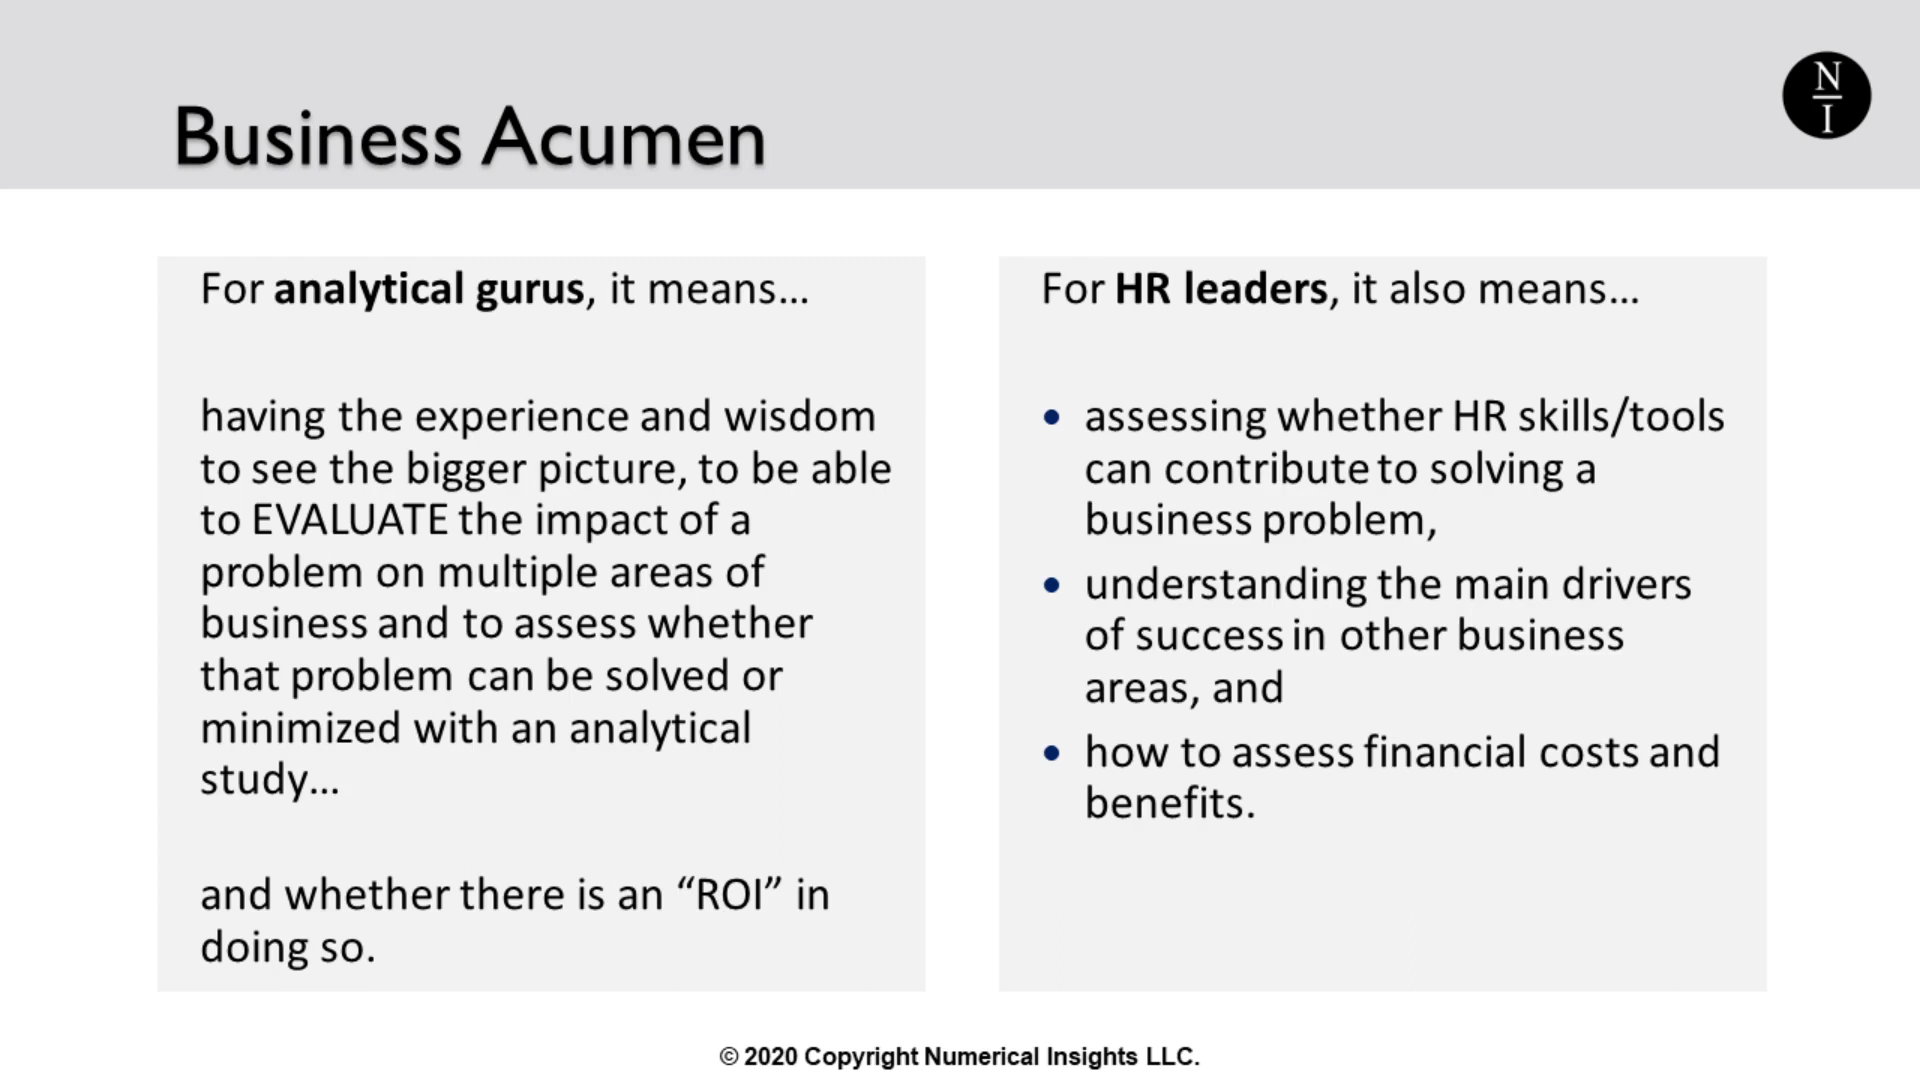 Business Acumen
N
I
For analytical gurus, it means...
having the experience and wisdom
to see the bigger picture, to be able
to EVALUATE the impact of a
problem on multiple areas of
business and to assess whether
that problem can be solved or
minimized with an analytical
study...
and whether there is an “ROI” in
doing so.
For HR leaders, it also means...
• assessing whether HR skills/tools
can contribute to solving a
business problem,
• understanding the main drivers
of success in other business
areas, and
• how to assess financial costs and
benefits.
© 2020 Copyright Numerical Insights LLC.